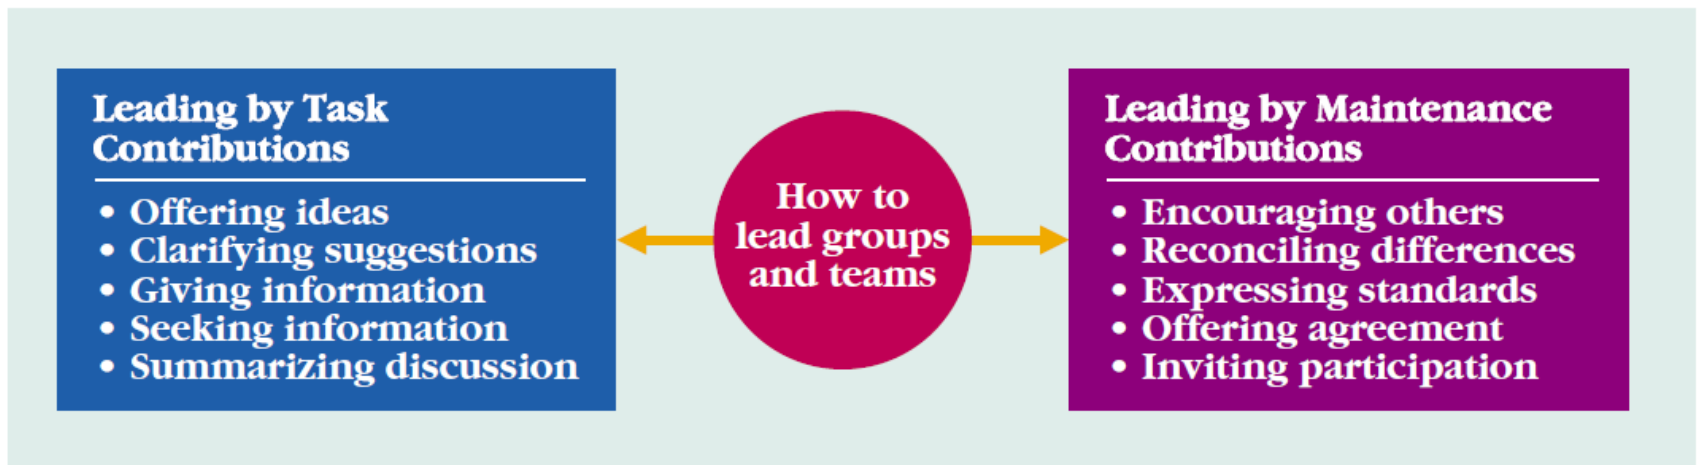 Leading by Task
Contributions
• Offering ideas
• Clarifying suggestions
• Giving information
• Seeking information
• Summarizing discussion
How to
lead groups
and teams
Leading by Maintenance
Contributions
• Encouraging others
• Reconciling differences
• Expressing standards
• Offering agreement
• Inviting participation